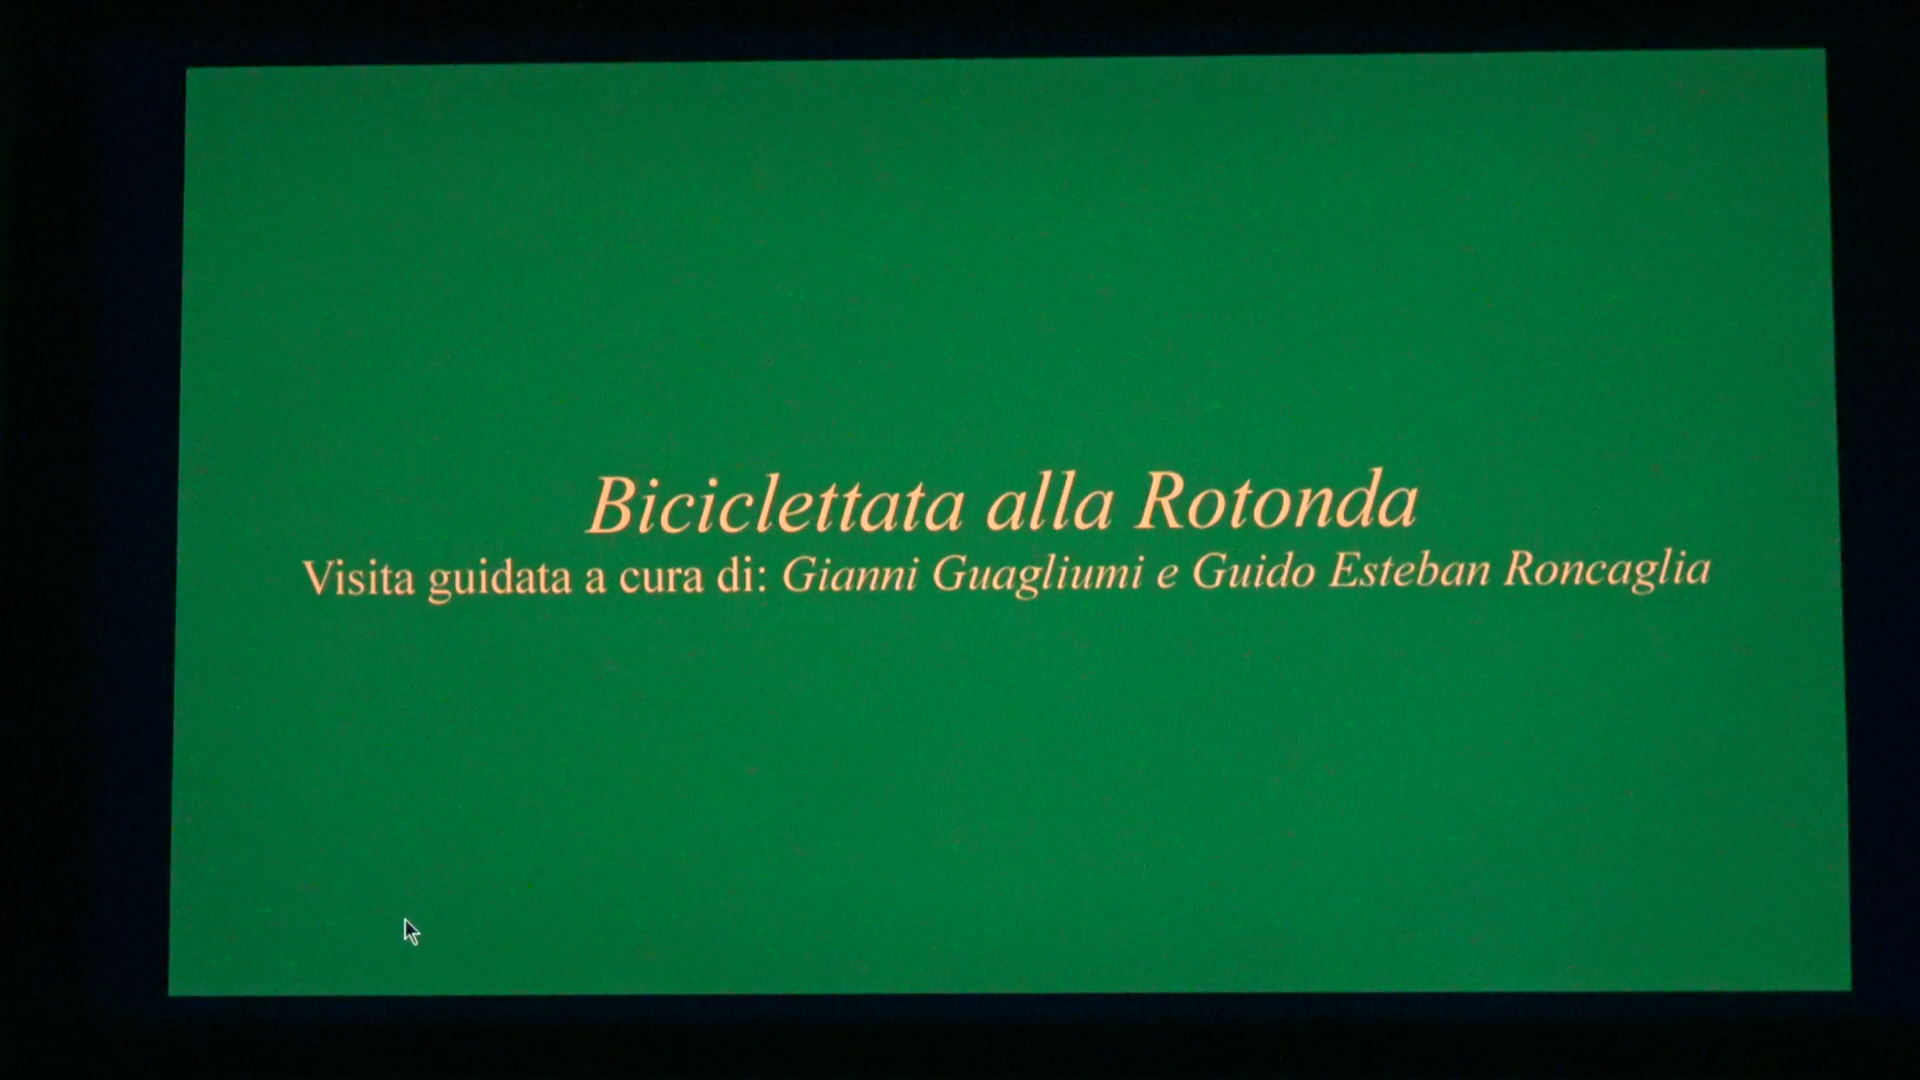 Biciclettata alla Rotonda
Visita guidata a cura di: Gianni Guagliumi e Guido Esteban Roncaglia